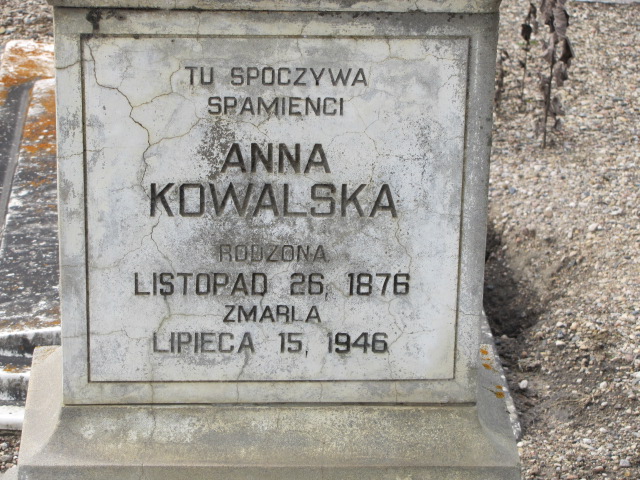 TU SPOCZYWA
SPAMIENCI
ANNA
KOWALSKA
RODZONA
LISTOPAD 26, 1876
ZMARLA
LIPIECA 15, 1946